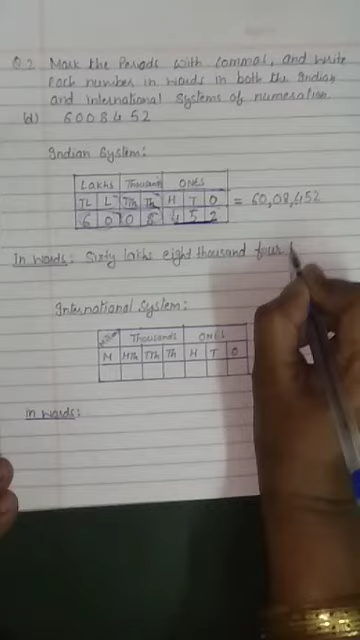 Q.2 Mark the Periods with commas, and write
each number in words in both the Indian
and International Systems of numeration.
(d) 6008452
Indian System:
Lakhs Thousand ONES
TL L TTh Th H T O = 60,08,452
6 0 0 8 4 5 2
In words: Sixty lakhs eight thousand four
International System:
Thousands ONES
M HTh TTh Th H T O
In words: